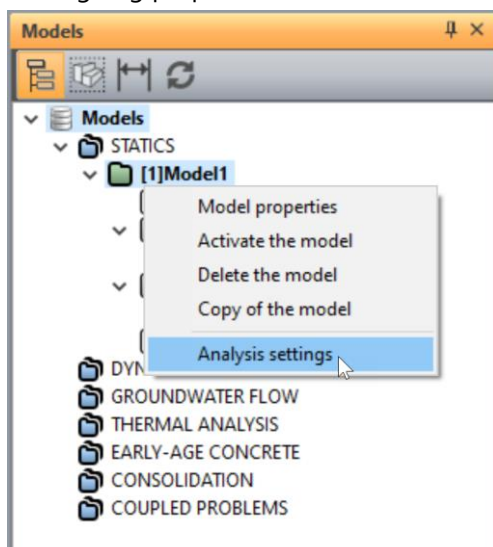 Models
Models
STATICS
[1]Model1
Model properties
Activate the model
Delete the model
Copy of the model
Analysis settings
DYN
GROUNDWATER FLOW
THERMAL ANALYSIS
EARLY-AGE CONCRETE
CONSOLIDATION
COUPLED PROBLEMS